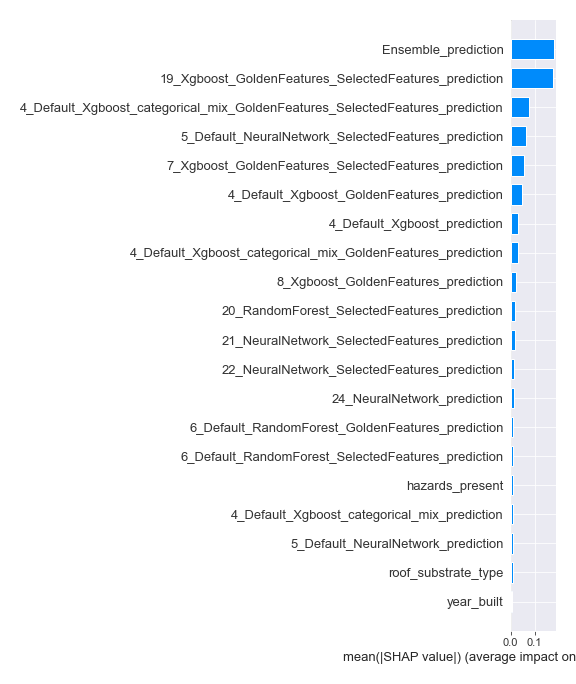 Ensemble_prediction
19_Xgboost_GoldenFeatures_SelectedFeatures_prediction
4_Default_Xgboost_categorical_mix_GoldenFeatures_SelectedFeatures_prediction
5_Default_NeuralNetwork_SelectedFeatures_prediction
7_Xgboost_GoldenFeatures_SelectedFeatures_prediction
4_Default_Xgboost_GoldenFeatures_prediction
4_Default_Xgboost_prediction
4_Default_Xgboost_categorical_mix_GoldenFeatures_prediction
8_Xgboost_GoldenFeatures_prediction
20_RandomForest_SelectedFeatures_prediction
21_NeuralNetwork_SelectedFeatures_prediction
22_NeuralNetwork_SelectedFeatures_prediction
24_NeuralNetwork_prediction
6_Default_RandomForest_GoldenFeatures_prediction
6_Default_RandomForest_SelectedFeatures_prediction
hazards_present
4_Default_Xgboost_categorical_mix_prediction
5_Default_NeuralNetwork_prediction
roof_substrate_type
year_built
0.0 0.1
mean(|SHAP value|) (average impact on